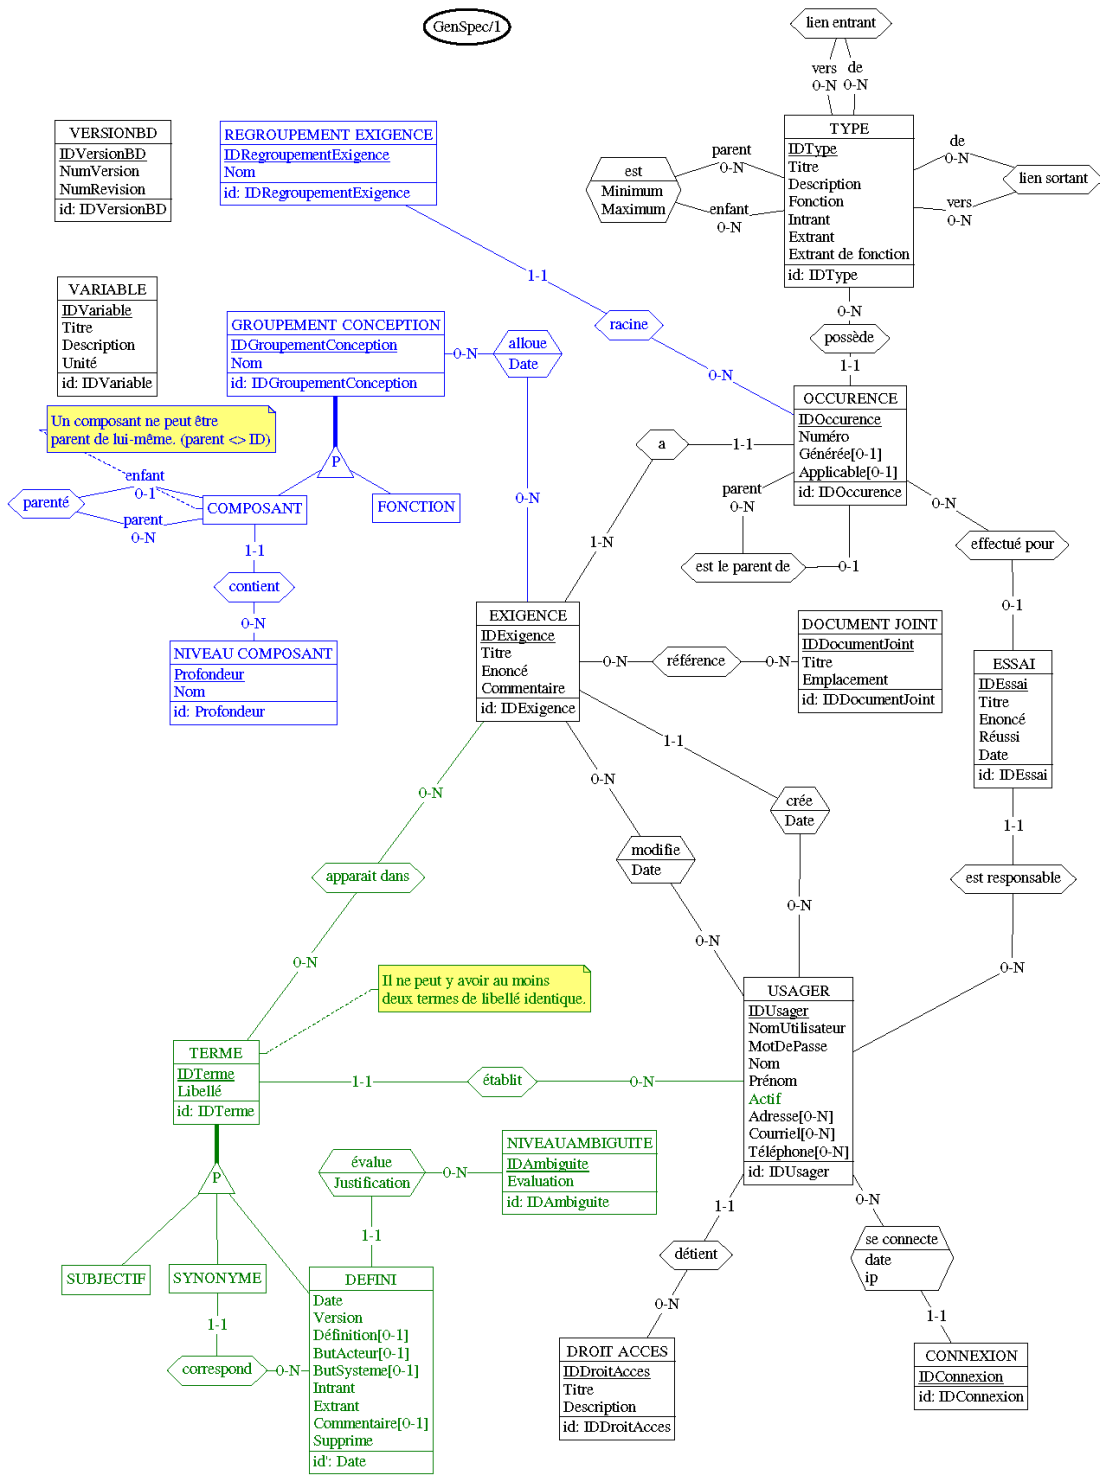 GenSpec/1
lien entrant
vers
0-N
de
0-N
TYPE
IDType
Titre
Description
Fonction
Intrant
Extrant
Extrant de fonction
id: IDType
parent
0-N
est
Minimum
Maximum
enfant
0-N
de
0-N
lien sortant
vers
0-N
VERSIONBD
IDVersionBD
NumVersion
NumRevision
id: IDVersionBD
REGROUPEMENT EXIGENCE
IDRegroupementExigence
Nom
id: IDRegroupementExigence
1-1
racine
0-N
0-N
possède
1-1
VARIABLE
IDVariable
Titre
Description
Unité
id: IDVariable
GROUPEMENT CONCEPTION
IDGroupementConception
Nom
id: IDGroupementConception
0-N
alloue
Date
0-N
OCCURENCE
IDOccurence
Numéro
Générée[0-1]
Applicable[0-1]
id: IDOccurence
Un composant ne peut être
parent de lui-même. (parent <> ID)
P
enfant
0-1
parenté
parent
0-N
COMPOSANT
FONCTION
1-1
contient
0-N
NIVEAU COMPOSANT
Profondeur
Nom
id: Profondeur
a
1-1
1-N
parent
0-N
est le parent de
0-1
0-N
effectué pour
0-1
EXIGENCE
IDExigence
Titre
Enoncé
Commentaire
id: IDExigence
0-N
référence
0-N
DOCUMENT JOINT
IDDocumentJoint
Titre
Emplacement
id: IDDocumentJoint
ESSAI
IDEssai
Titre
Enoncé
Réussi
Date
id: IDEssai
1-1
est responsable
0-N
1-1
crée
Date
0-N
0-N
modifie
Date
0-N
0-N
apparait dans
0-N
Il ne peut y avoir au moins
deux termes de libellé identique.
TERME
IDTerme
Libellé
id: IDTerme
1-1
établit
0-N
USAGER
IDUsager
NomUtilisateur
MotDePasse
Nom
Prénom
Actif
Adresse[0-N]
Courriel[0-N]
Téléphone[0-N]
id: IDUsager
P
évalue
Justification
0-N
1-1
NIVEAUAMBIGUITE
IDAmbiguite
Evaluation
id: IDAmbiguite
SUBJECTIF
SYNONYME
1-1
correspond
0-N
DEFINI
Date
Version
Définition[0-1]
ButActeur[0-1]
ButSysteme[0-1]
Intrant
Extrant
Commentaire[0-1]
Supprime
id': Date
1-1
détient
0-N
DROIT ACCES
IDDroitAcces
Titre
Description
id: IDDroitAcces
0-N
se connecte
date
ip
1-1
CONNEXION
IDConnexion
id: IDConnexion